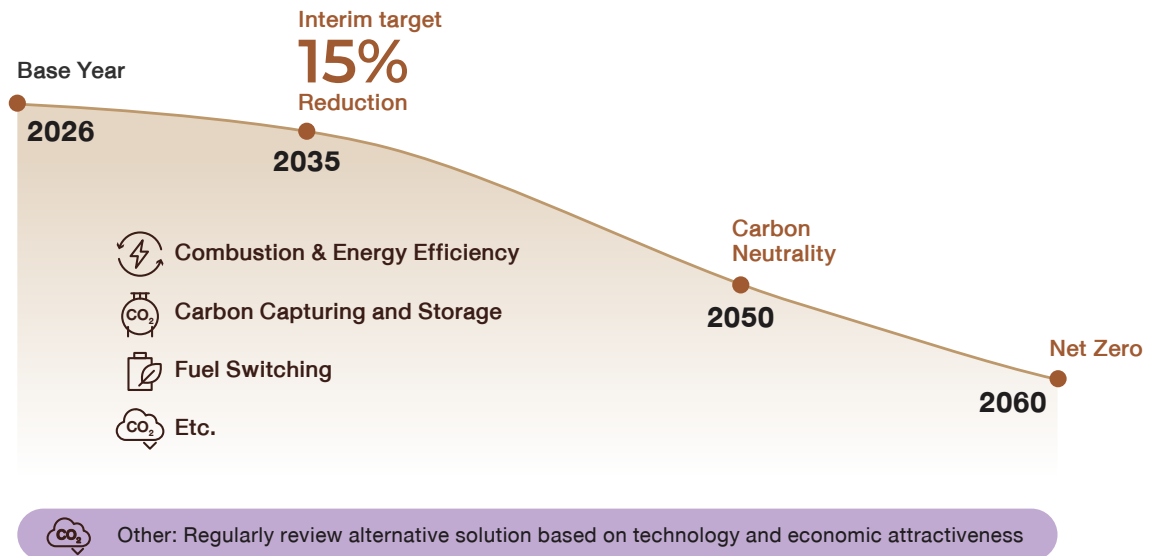 Interim target
15%
Reduction
Base Year
2026
2035
Combustion & Energy Efficiency
CO₂
Carbon Capturing and Storage
Fuel Switching
CO₂
Etc.
Carbon
Neutrality
2050
Net Zero
2060
CO₂
Other: Regularly review alternative solution based on technology and economic attractiveness